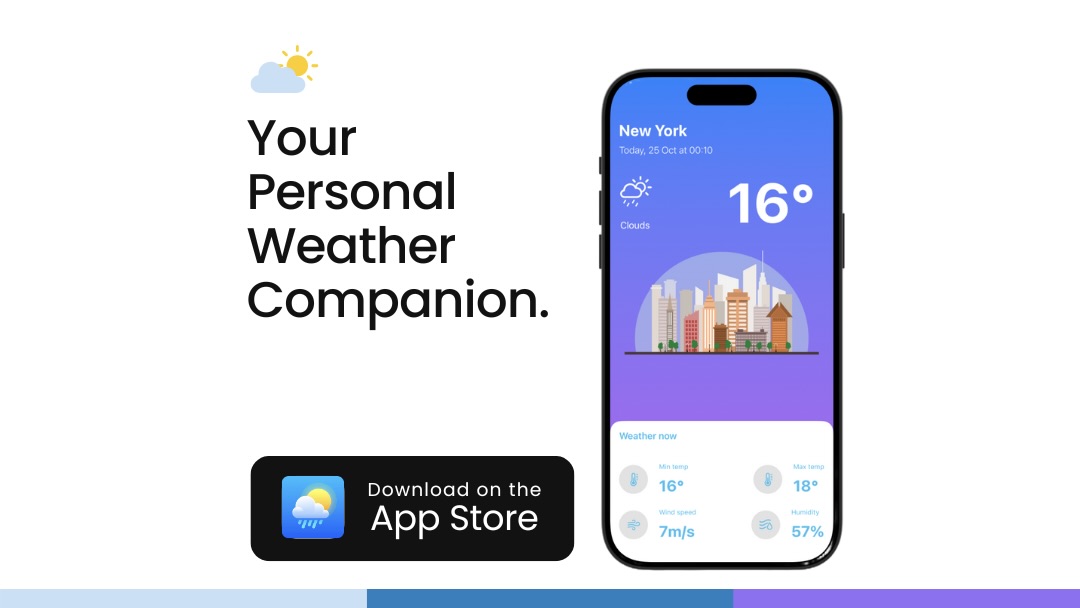 Your
Personal
Weather
Companion.
Download on the
App Store
New York
Today, 25 Oct at 00:10
16°
Clouds
Weather now
Min temp
16°
Max temp
18°
Wind speed
7m/s
Humidity
57%